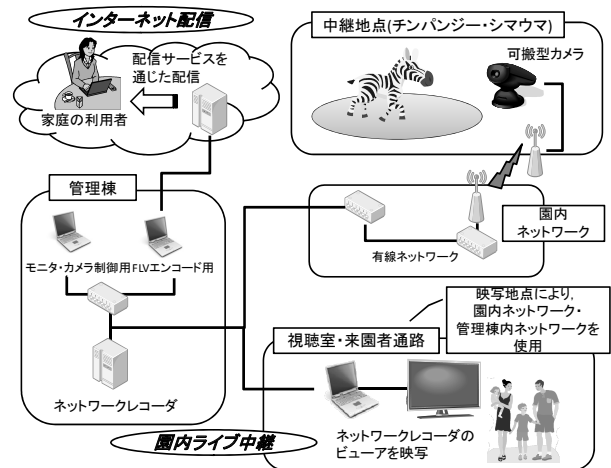 インターネット配信
配信サービスを
通じた配信
家庭の利用者
中継地点(チンパンジー・シマウマ)
可搬型カメラ
管理棟
モニタ・カメラ制御用
FLVエンコード用
ネットワークレコーダ
有線ネットワーク
園内
ネットワーク
映写地点により,
園内ネットワーク・
管理棟内ネットワークを
使用
視聴室・来園者通路
ネットワークレコーダの
ビューアを映写
園内ライブ中継